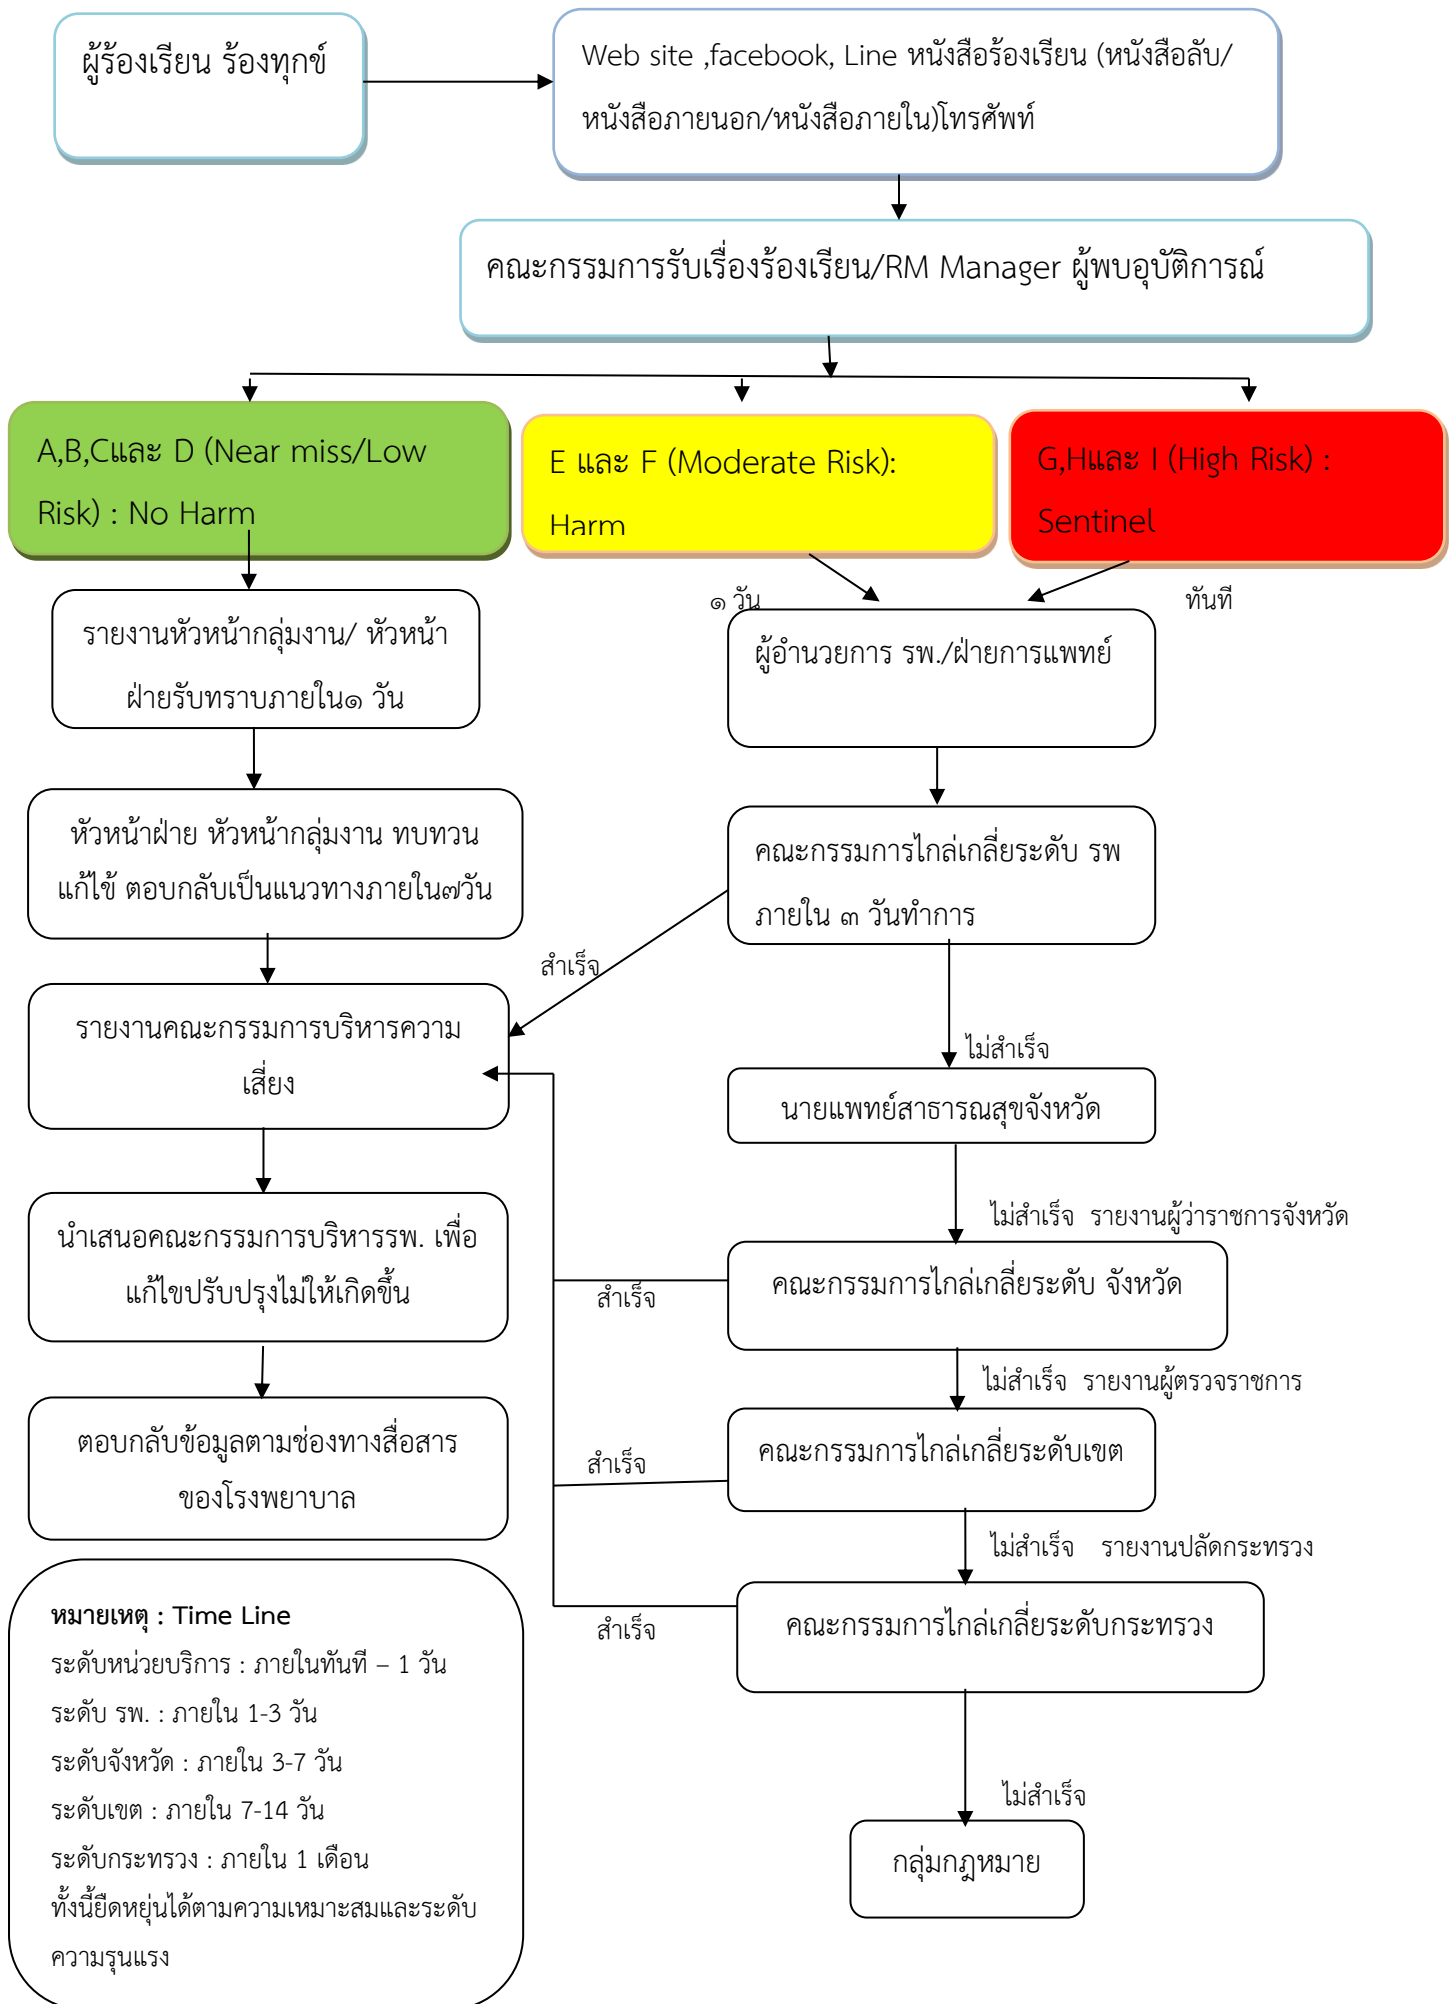 ผู้ร้องเรียน ร้องทุกข์
Web site ,facebook, Line หนังสือร้องเรียน (หนังสือลับ/
หนังสือภายนอก/หนังสือภายใน)โทรศัพท์
คณะกรรมการรับเรื่องร้องเรียน/RM Manager ผู้พบอุบัติการณ์
A,B,Cและ D (Near miss/Low
Risk) : No Harm
E และ F (Moderate Risk):
Harm
G,Hและ I (High Risk) :
Sentinel
๑ วัน
ทันที
รายงานหัวหน้ากลุ่มงาน/ หัวหน้า
ฝ่ายรับทราบภายใน๑ วัน
ผู้อำนวยการ รพ./ฝ่ายการแพทย์
หัวหน้าฝ่าย หัวหน้ากลุ่มงาน ทบทวน
แก้ไข้ ตอบกลับเป็นแนวทางภายใน๗วัน
คณะกรรมการไกล่เกลี่ยระดับ รพ
ภายใน ๓ วันทำการ
สำเร็จ
รายงานคณะกรรมการบริหารความ
เสี่ยง
ไม่สำเร็จ
นายแพทย์สาธารณสุขจังหวัด
นำเสนอคณะกรรมการบริหารรพ. เพื่อ
แก้ไขปรับปรุงไม่ให้เกิดขึ้น
ไม่สำเร็จ รายงานผู้ว่าราชการจังหวัด
คณะกรรมการไกล่เกลี่ยระดับ จังหวัด
สำเร็จ
ไม่สำเร็จ รายงานผู้ตรวจราชการ
ตอบกลับข้อมูลตามช่องทางสื่อสาร
ของโรงพยาบาล
คณะกรรมการไกล่เกลี่ยระดับเขต
สำเร็จ
ไม่สำเร็จ รายงานปลัดกระทรวง
คณะกรรมการไกล่เกลี่ยระดับกระทรวง
สำเร็จ
ไม่สำเร็จ
กลุ่มกฎหมาย
หมายเหตุ : Time Line
ระดับหน่วยบริการ : ภายในทันที – 1 วัน
ระดับ รพ. : ภายใน 1-3 วัน
ระดับจังหวัด : ภายใน 3-7 วัน
ระดับเขต : ภายใน 7-14 วัน
ระดับกระทรวง : ภายใน 1 เดือน
ทั้งนี้ยืดหยุ่นได้ตามความเหมาะสมและระดับ
ความรุนแรง